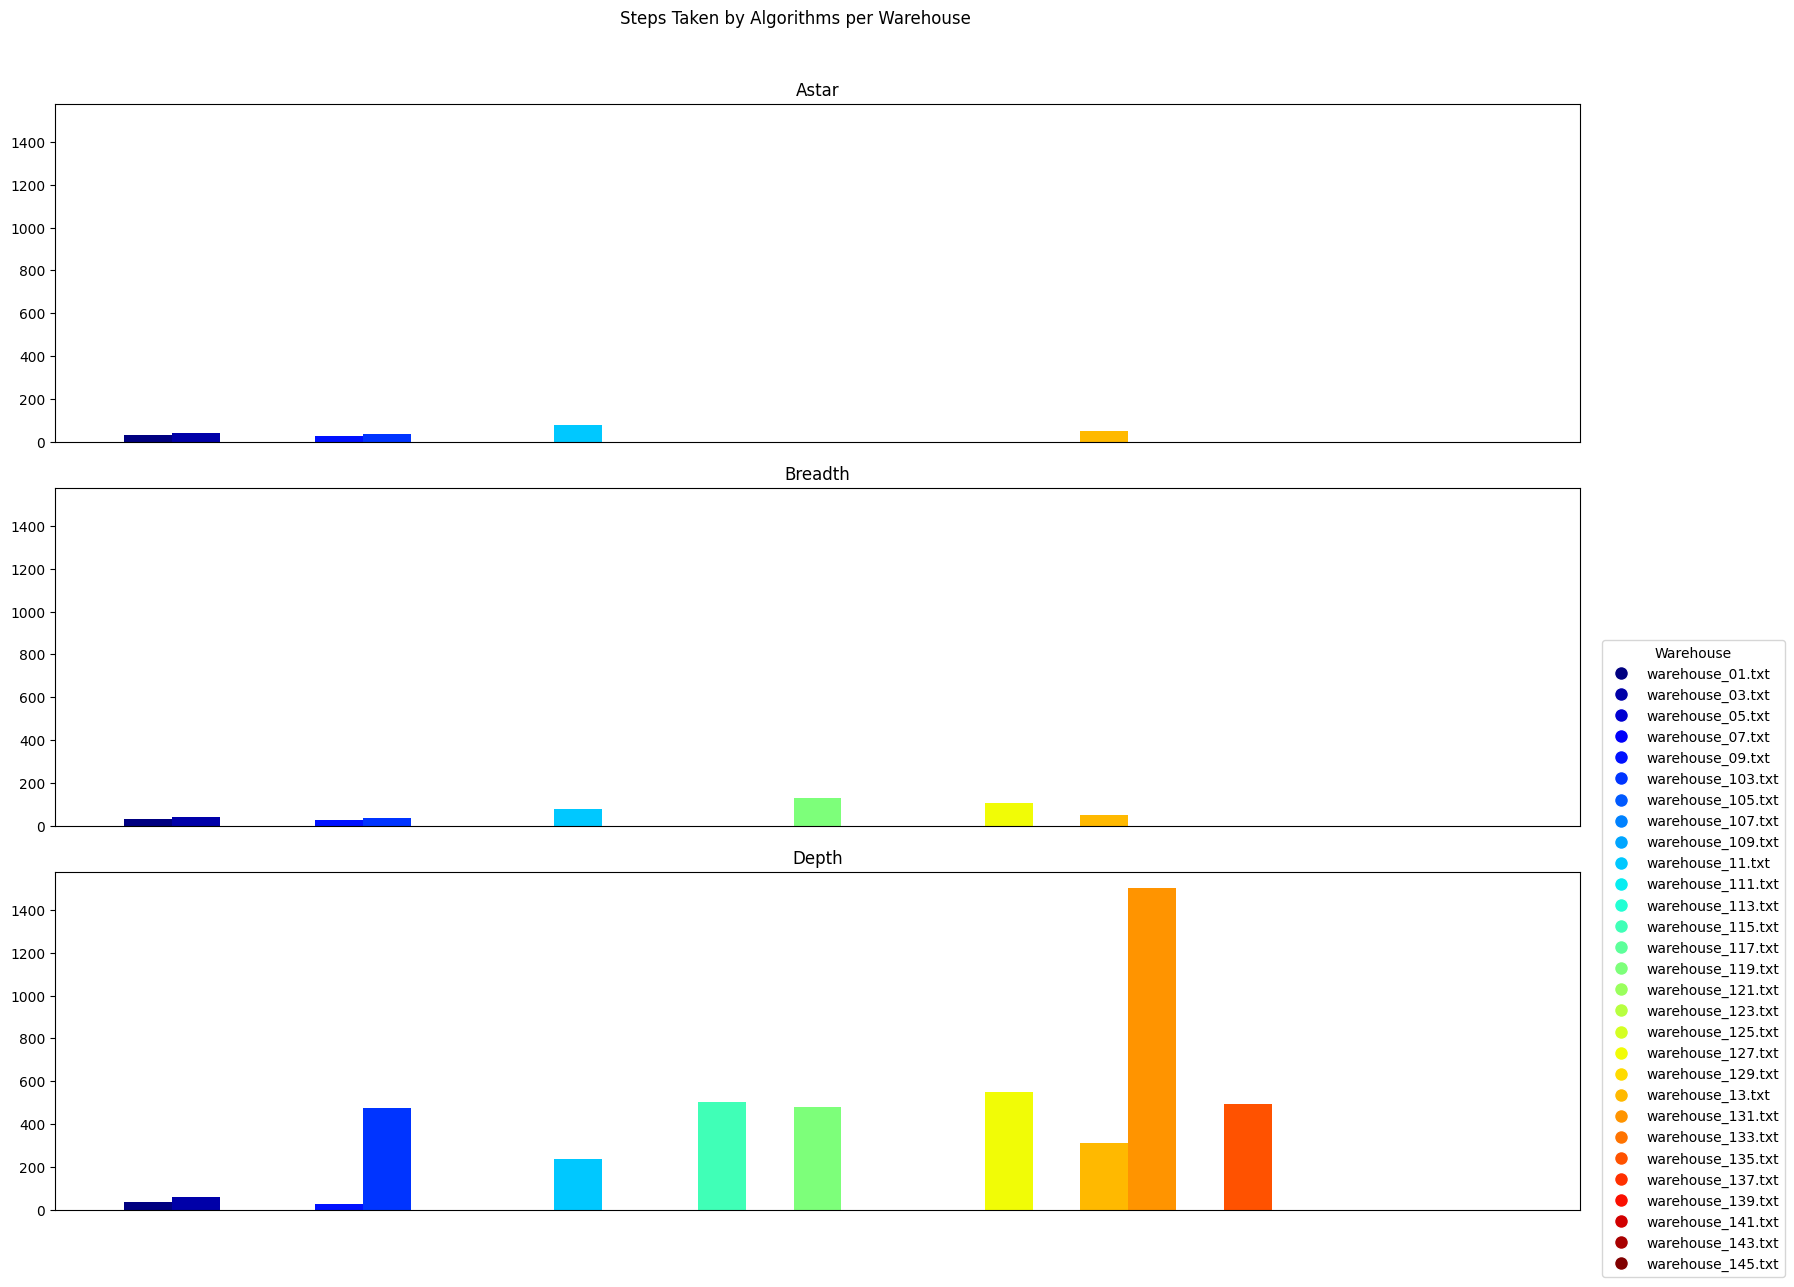 Steps Taken by Algorithms per Warehouse
Astar
1400
1200
1000
800
600
400
200
0
Breadth
1400
1200
1000
800
600
400
200
0
Depth
1400
1200
1000
800
600
400
200
0
Warehouse
warehouse_01.txt
warehouse_03.txt
warehouse_05.txt
warehouse_07.txt
warehouse_09.txt
warehouse_103.txt
warehouse_105.txt
warehouse_107.txt
warehouse_109.txt
warehouse_11.txt
warehouse_111.txt
warehouse_113.txt
warehouse_115.txt
warehouse_117.txt
warehouse_119.txt
warehouse_121.txt
warehouse_123.txt
warehouse_125.txt
warehouse_127.txt
warehouse_129.txt
warehouse_13.txt
warehouse_131.txt
warehouse_133.txt
warehouse_135.txt
warehouse_137.txt
warehouse_139.txt
warehouse_141.txt
warehouse_143.txt
warehouse_145.txt